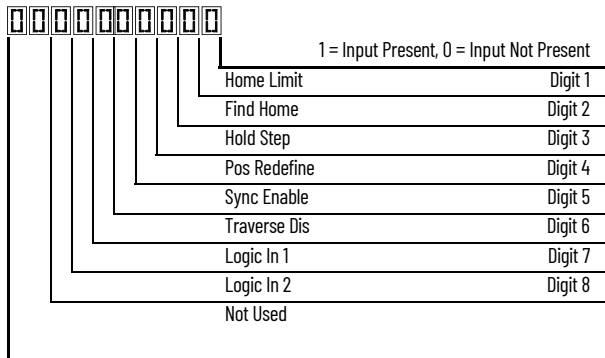 0000000000
1 = Input Present, 0 = Input Not Present
Home Limit Digit 1
Find Home Digit 2
Hold Step Digit 3
Pos Redefine Digit 4
Sync Enable Digit 5
Traverse Dis Digit 6
Logic In 1 Digit 7
Logic In 2 Digit 8
Not Used